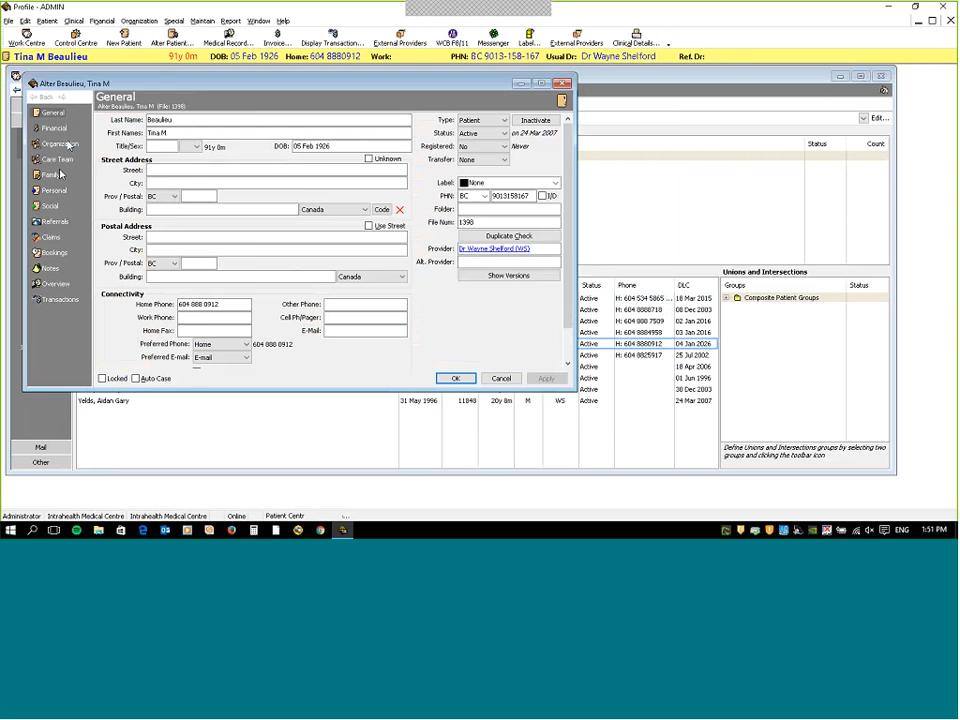 Profile - ADMIN
File Edit Patient Clinical Financial Organization Special Maintain Report Window Help
Work Centre Control Centre New Patient Alter Patient... Medical Record... Invoice... Display Transaction... External Providers WCB F8/11 Messenger Label... External Providers Clinical Details...
Tina M Beaulieu 91y 0m DOB: 05 Feb 1926 Home: 604 8880912 Work: PHN: BC 9013-158-167 Usual Dr: Dr Wayne Shelford Ref. Dr:
Alter Beaulieu, Tina M
Back
General
Financial
Organization
Care Team
Family
Personal
Social
Referrals
Claims
Bookings
Notes
Overview
Transactions
General
Alter Beaulieu, Tina M (File: 1398)
Last Name: Beaulieu
First Names: Tina M
Title/Sex: 91y 0m DOB: 05 Feb 1926
Street Address Unknown
Street:
City:
Prov / Postal: BC
Building: Canada Code
Postal Address Use Street
Street:
City:
Prov / Postal: BC
Building: Canada
Connectivity
Home Phone: 604 888 0912 Other Phone:
Work Phone: Cell Ph/Pager:
Home Fax: E-Mail:
Preferred Phone: Home 604 888 0912
Preferred E-mail: E-mail
Locked Auto Case OK Cancel Apply
Type: Patient Inactivate
Status: Active on 24 Mar 2007
Registered: No Never
Transfer: None
Label: None
PHN: BC 9013158167 I/D
Folder:
File Num: 1398
Duplicate Check
Provider: Dr Wayne Shelford (WS)
Alt. Provider:
Show Versions
Edit...
Status Count
Status Phone DLC
Active H: 604 534 5865 ... 18 Mar 2015
Active H: 604 8888718 08 Dec 2003
Active H: 604 888 7509 02 Jan 2016
Active H: 604 8884958 03 Jan 2016
Active H: 604 8880912 04 Jan 2026
Active H: 604 8825917 25 Jul 2002
Active 18 Apr 2006
Active 01 Jun 1996
Active 38 Dec 2003
Yelds, Aidan Gary 31 May 1996 11848 20y 8m M WS Active 24 Mar 2007
Unions and Intersections
Groups Status
Composite Patient Groups
Define Unions and Intersections groups by selecting two
groups and clicking the toolbar icon
Mail
Other
Administrator Intrahealth Medical Centre Intrahealth Medical Centre Online Patient Centr ...
ENG 1:51 PM